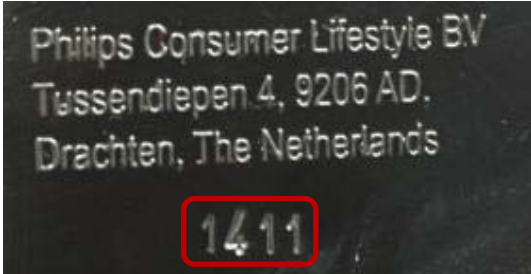 Philips Consumer Lifestyle BV
Tussendiepen 4, 9206 AD,
Drachten, The Netherlands
1411